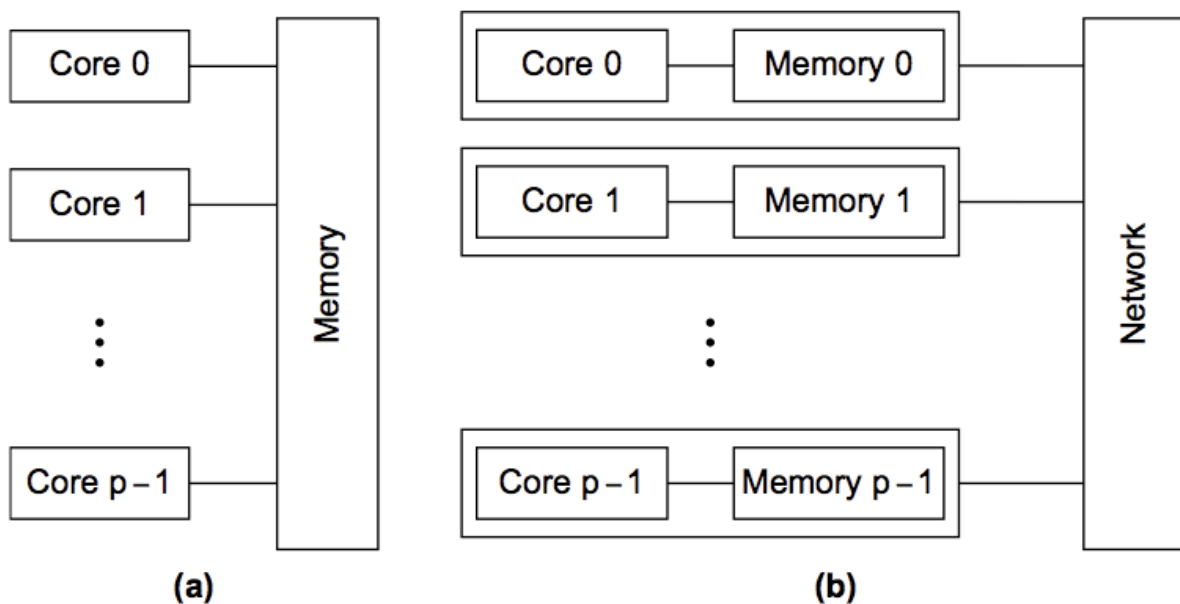 Core 0
Core 1
Core p – 1
Memory
(a)
Core 0
Memory 0
Core 1
Memory 1
Core p – 1
Memory p – 1
Network
(b)